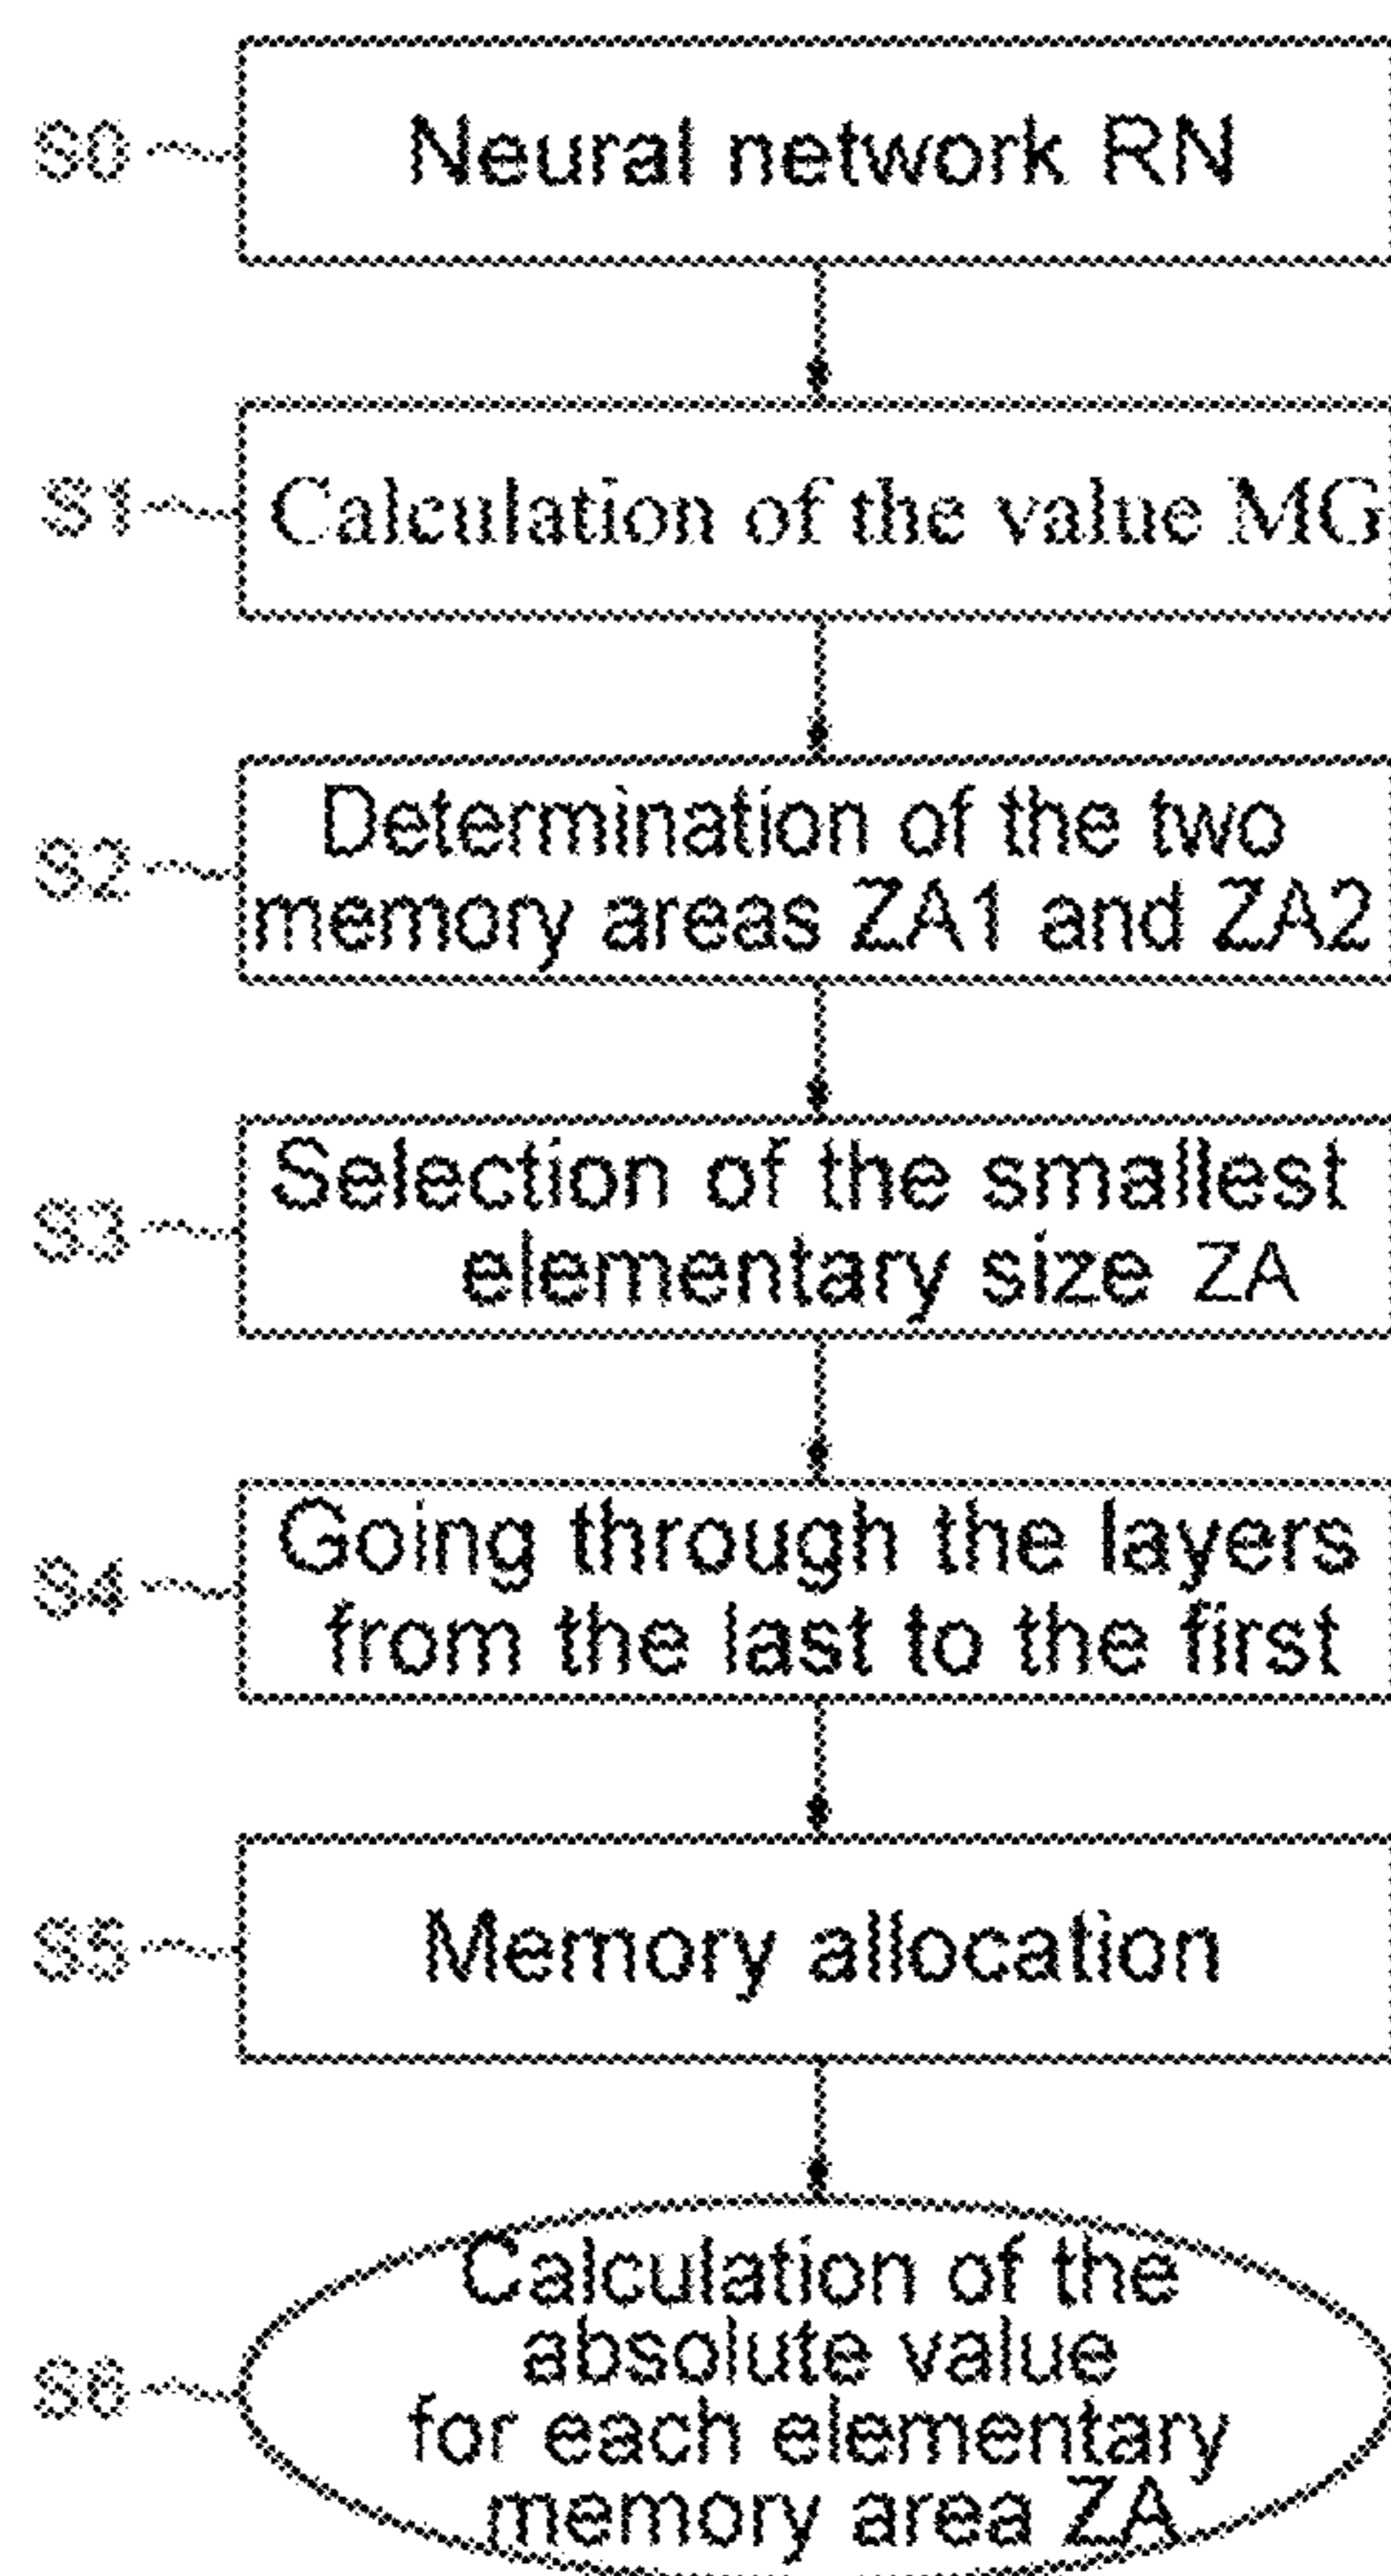 S0
Neural network RN
S1
Calculation of the value MG
S2
Determination of the two
memory areas ZA1 and ZA2
S3
Selection of the smallest
elementary size ZA
S4
Going through the layers
from the last to the first
S5
Memory allocation
S6
Calculation of the
absolute value
for each elementary
memory area ZA